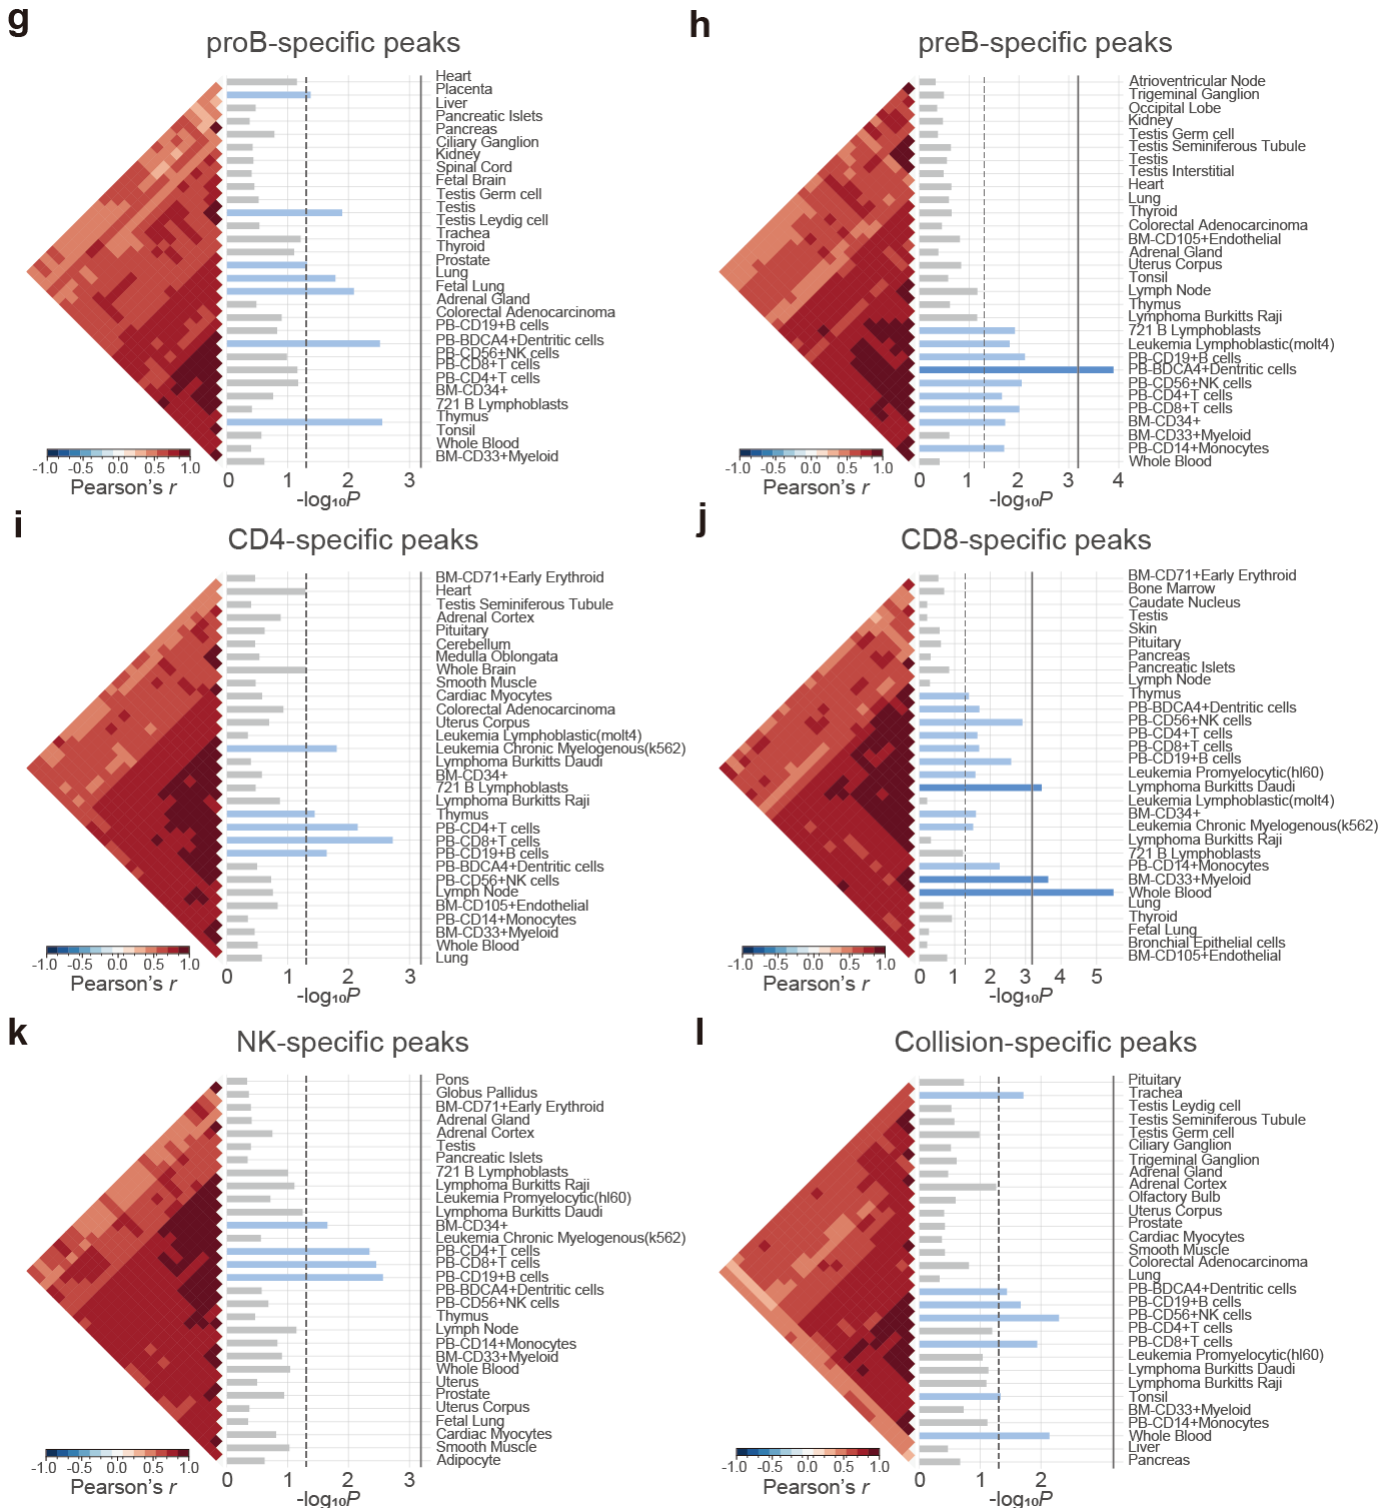 g
proB-specific peaks
Heart
Placenta
Liver
Pancreatic Islets
Pancreas
Ciliary Ganglion
Kidney
Spinal Cord
Fetal Brain
Testis Germ cell
Testis
Testis Leydig cell
Trachea
Thyroid
Prostate
Lung
Fetal Lung
Adrenal Gland
Colorectal Adenocarcinoma
PB-CD19+B cells
PB-BDCA4+Dentritic cells
PB-CD56+NK cells
PB-CD8+T cells
PB-CD4+T cells
BM-CD34+
721 B Lymphoblasts
Thymus
Tonsil
Whole Blood
BM-CD33+Myeloid
-1.0 -0.5 0.0 0.5 1.0
Pearson's r
0 1 2 3
-log₁₀P
h
preB-specific peaks
Atrioventricular Node
Trigeminal Ganglion
Occipital Lobe
Kidney
Testis Germ cell
Testis Seminiferous Tubule
Testis
Testis Interstitial
Heart
Lung
Thyroid
Colorectal Adenocarcinoma
BM-CD105+Endothelial
Adrenal Gland
Uterus Corpus
Tonsil
Lymph Node
Thymus
Lymphoma Burkitts Raji
721 B Lymphoblasts
Leukemia Lymphoblastic(molt4)
PB-CD19+B cells
PB-BDCA4+Dentritic cells
PB-CD56+NK cells
PB-CD4+T cells
PB-CD8+T cells
BM-CD34+
BM-CD33+Myeloid
PB-CD14+Monocytes
Whole Blood
-1.0 -0.5 0.0 0.5 1.0
Pearson's r
0 1 2 3 4
-log₁₀P
i
CD4-specific peaks
BM-CD71+Early Erythroid
Heart
Testis Seminiferous Tubule
Adrenal Cortex
Pituitary
Cerebellum
Medulla Oblongata
Whole Brain
Smooth Muscle
Cardiac Myocytes
Colorectal Adenocarcinoma
Uterus Corpus
Leukemia Lymphoblastic(molt4)
Leukemia Chronic Myelogenous(k562)
Lymphoma Burkitts Daudi
BM-CD34+
721 B Lymphoblasts
Lymphoma Burkitts Raji
Thymus
PB-CD4+T cells
PB-CD8+T cells
PB-CD19+B cells
PB-BDCA4+Dentritic cells
PB-CD56+NK cells
Lymph Node
BM-CD105+Endothelial
PB-CD14+Monocytes
BM-CD33+Myeloid
Whole Blood
Lung
-1.0 -0.5 0.0 0.5 1.0
Pearson's r
0 1 2 3
-log₁₀P
j
CD8-specific peaks
BM-CD71+Early Erythroid
Bone Marrow
Caudate Nucleus
Testis
Skin
Pituitary
Pancreas
Pancreatic Islets
Lymph Node
Thymus
PB-BDCA4+Dentritic cells
PB-CD56+NK cells
PB-CD4+T cells
PB-CD8+T cells
PB-CD19+B cells
Leukemia Promyelocytic(hl60)
Lymphoma Burkitts Daudi
Leukemia Lymphoblastic(molt4)
BM-CD34+
Leukemia Chronic Myelogenous(k562)
Lymphoma Burkitts Raji
721 B Lymphoblasts
PB-CD14+Monocytes
BM-CD33+Myeloid
Whole Blood
Lung
Thyroid
Fetal Lung
Bronchial Epithelial cells
BM-CD105+Endothelial
-1.0 -0.5 0.0 0.5 1.0
Pearson's r
0 1 2 3 4 5
-log₁₀P
k
NK-specific peaks
Pons
Globus Pallidus
BM-CD71+Early Erythroid
Adrenal Gland
Adrenal Cortex
Testis
Pancreatic Islets
721 B Lymphoblasts
Lymphoma Burkitts Raji
Leukemia Promyelocytic(hl60)
Lymphoma Burkitts Daudi
BM-CD34+
Leukemia Chronic Myelogenous(k562)
PB-CD4+T cells
PB-CD8+T cells
PB-CD19+B cells
PB-BDCA4+Dentritic cells
PB-CD56+NK cells
Thymus
Lymph Node
PB-CD14+Monocytes
BM-CD33+Myeloid
Whole Blood
Uterus
Prostate
Uterus Corpus
Fetal Lung
Cardiac Myocytes
Smooth Muscle
Adipocyte
-1.0 -0.5 0.0 0.5 1.0
Pearson's r
0 1 2 3
-log₁₀P
l
Collision-specific peaks
Pituitary
Trachea
Testis Leydig cell
Testis Seminiferous Tubule
Testis Germ cell
Ciliary Ganglion
Trigeminal Ganglion
Adrenal Gland
Adrenal Cortex
Olfactory Bulb
Uterus Corpus
Prostate
Cardiac Myocytes
Smooth Muscle
Colorectal Adenocarcinoma
Lung
PB-BDCA4+Dentritic cells
PB-CD19+B cells
PB-CD56+NK cells
PB-CD4+T cells
PB-CD8+T cells
Leukemia Promyelocytic(hl60)
Lymphoma Burkitts Daudi
Lymphoma Burkitts Raji
Tonsil
BM-CD33+Myeloid
PB-CD14+Monocytes
Whole Blood
Liver
Pancreas
-1.0 -0.5 0.0 0.5 1.0
Pearson's r
0 1 2
-log₁₀P